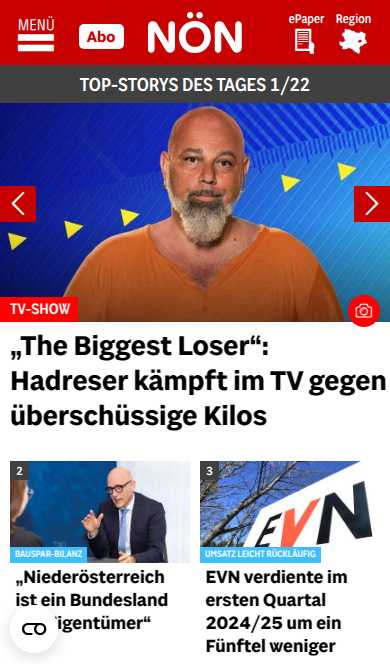 MENÜ
Abo
NÖN
ePaper
Region
TOP-STORYS DES TAGES 1/22
TV-SHOW
„The Biggest Loser“:
Hadreser kämpft im TV gegen
überschüssige Kilos
2
BAUSPAR-BILANZ
„Niederösterreich
ist ein Bundesland
igentümer“
3
EVN
UMSATZ LEICHT RÜCKLÄUFIG
EVN verdiente im
ersten Quartal
2024/25 um ein
Fünftel weniger